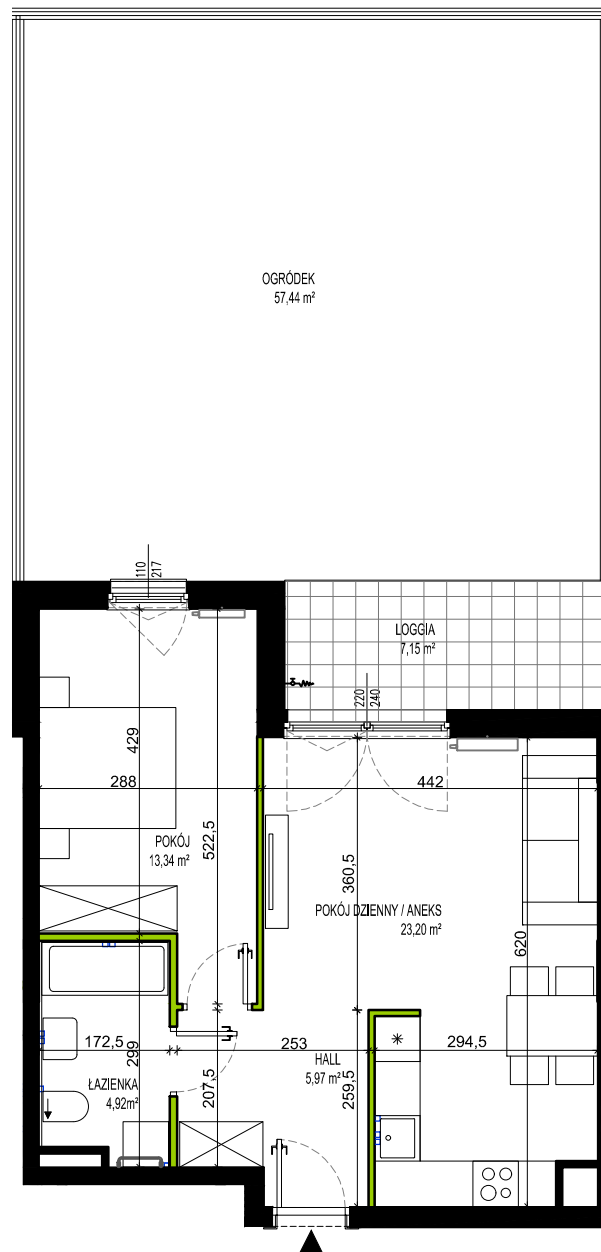 OGRÓDEK
57,44 m²
110
217
LOGGIA
7,15 m²
220
240
429
288
442
POKÓJ
13,34 m²
522,5
360,5
POKÓJ DZIENNY / ANEKS
23,20 m²
620
172,5
299
253
HALL
5,97 m²
294,5
ŁAZIENKA
4,92m²
207,5
259,5